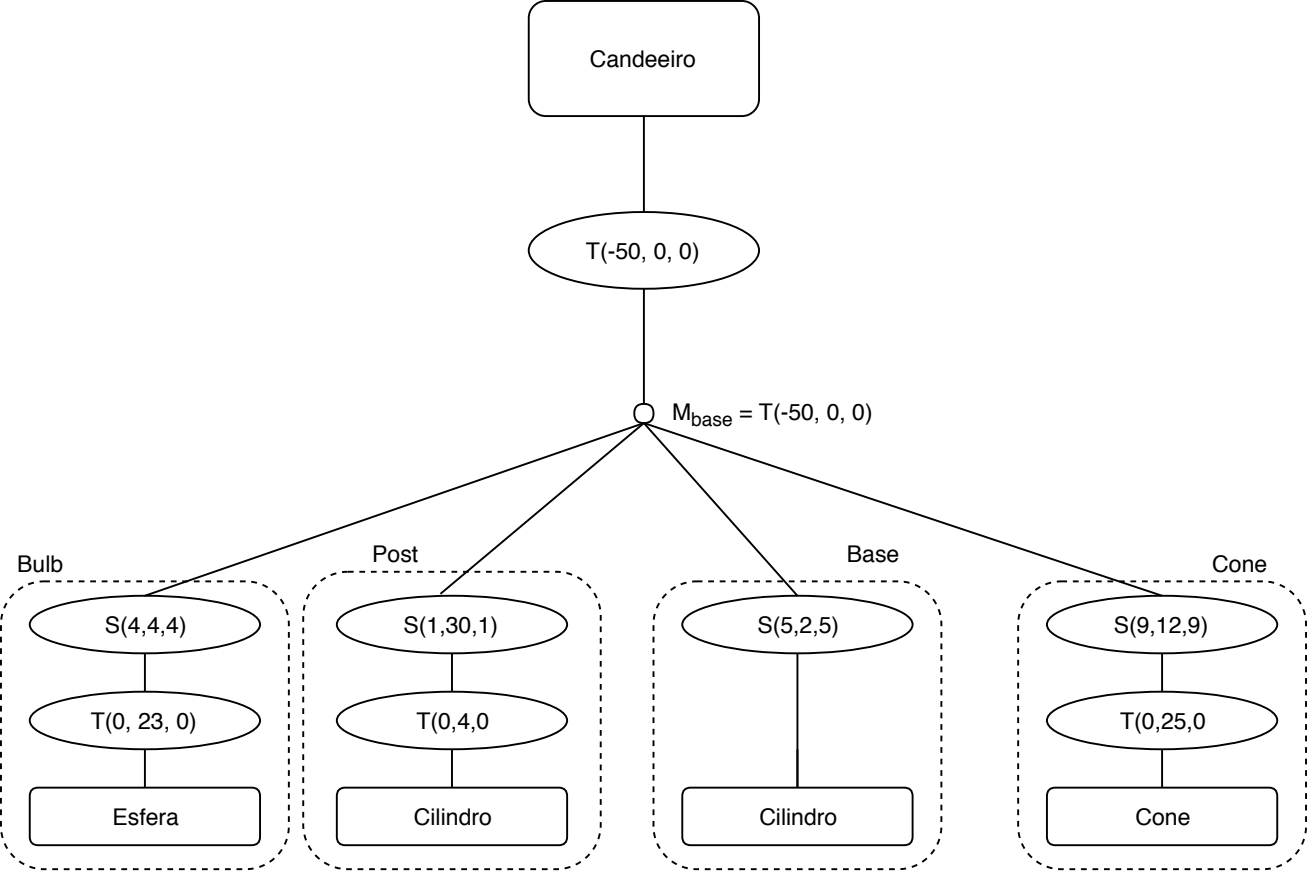 Candeeiro
T(-50, 0, 0)
Mbase = T(-50, 0, 0)
Bulb
Post
Base
Cone
S(4,4,4)
S(1,30,1)
S(5,2,5)
S(9,12,9)
T(0, 23, 0)
T(0,4,0
T(0,25,0
Esfera
Cilindro
Cilindro
Cone